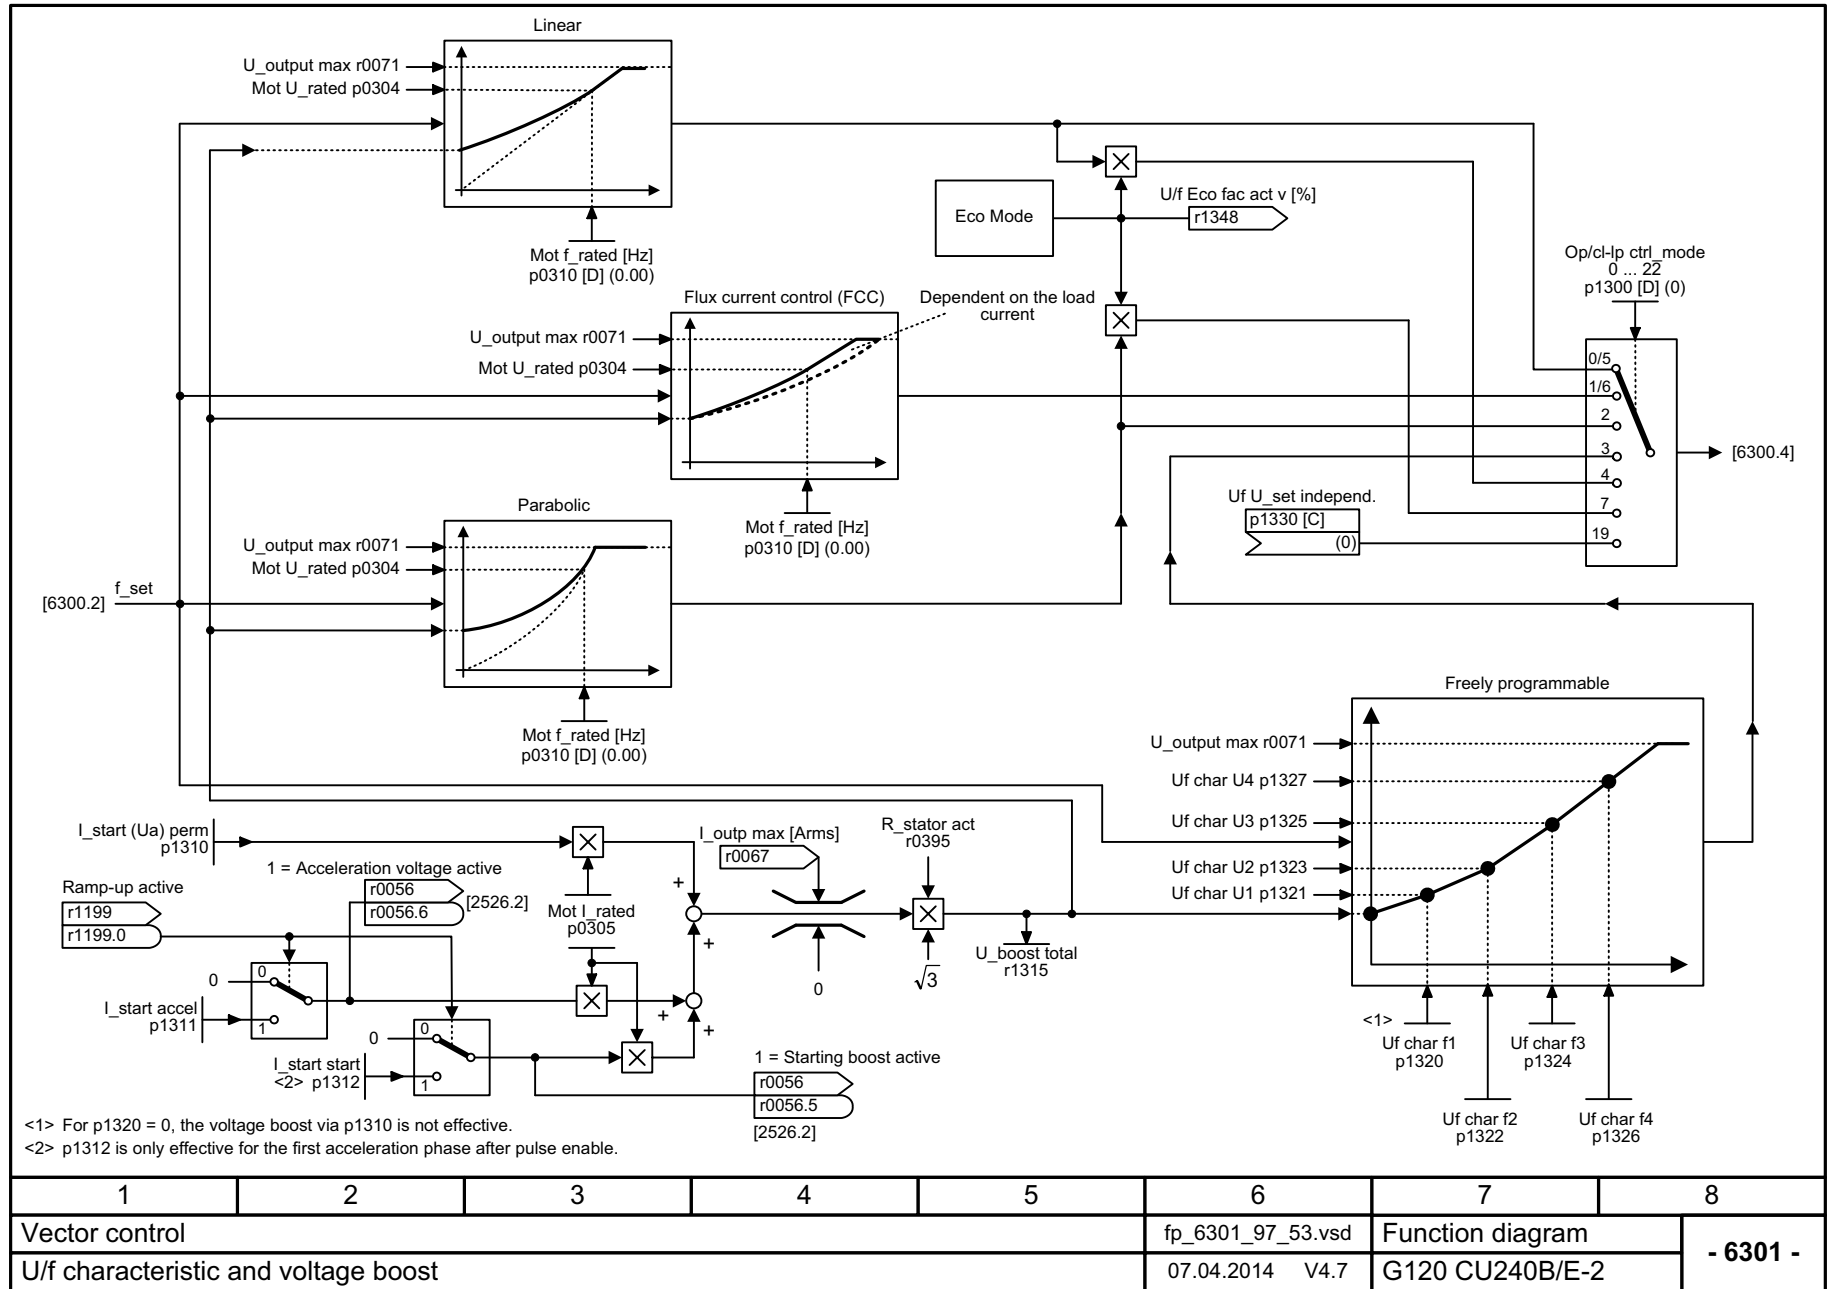 Linear
U_output max r0071
Mot U_rated p0304
Mot f_rated [Hz]
p0310 [D] (0.00)
Eco Mode
U/f Eco fac act v [%]
r1348
Op/cl-lp ctrl_mode
0 ... 22
p1300 [D] (0)
Flux current control (FCC)
Dependent on the load
current
U_output max r0071
Mot U_rated p0304
Mot f_rated [Hz]
p0310 [D] (0.00)
0/5
1/6
2
3
4
7
19
[6300.4]
Uf U_set independ.
p1330 [C]
(0)
Parabolic
U_output max r0071
Mot U_rated p0304
[6300.2]
f_set
Mot f_rated [Hz]
p0310 [D] (0.00)
Freely programmable
U_output max r0071
Uf char U4 p1327
Uf char U3 p1325
Uf char U2 p1323
Uf char U1 p1321
<1>
Uf char f1
p1320
Uf char f3
p1324
Uf char f2
p1322
Uf char f4
p1326
I_start (Ua) perm
p1310
1 = Acceleration voltage active
r0056
r0056.6
[2526.2]
Ramp-up active
r1199
r1199.0
Mot I_rated
p0305
I_outp max [Arms]
r0067
R_stator act
r0395
+
+
+
+
0
√3
U_boost total
r1315
0
0
1
I_start accel
p1311
0
0
1
I_start start
<2> p1312
1 = Starting boost active
r0056
r0056.5
[2526.2]
<1> For p1320 = 0, the voltage boost via p1310 is not effective.
<2> p1312 is only effective for the first acceleration phase after pulse enable.
1 2 3 4 5 6 7 8
Vector control
fp_6301_97_53.vsd
Function diagram
- 6301 -
U/f characteristic and voltage boost
07.04.2014 V4.7
G120 CU240B/E-2